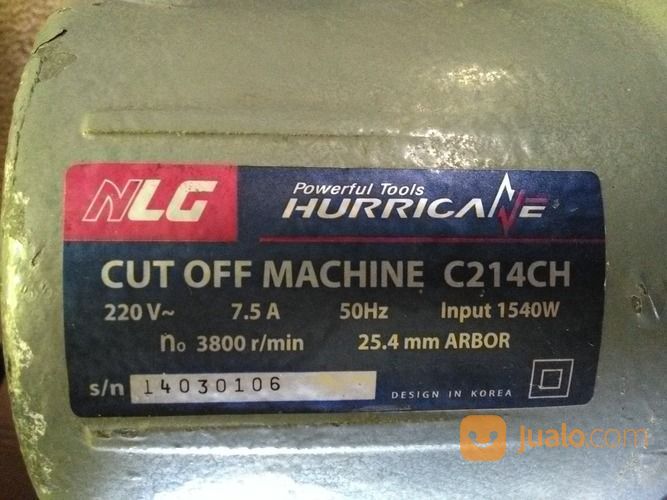 NLG
Powerful Tools
HURRICANE
CUT OFF MACHINE C214CH
220 V~ 7.5 A 50Hz Input 1540W
no 3800 r/min 25.4 mm ARBOR
s/n 14030106
DESIGN IN KOREA
jualo.com